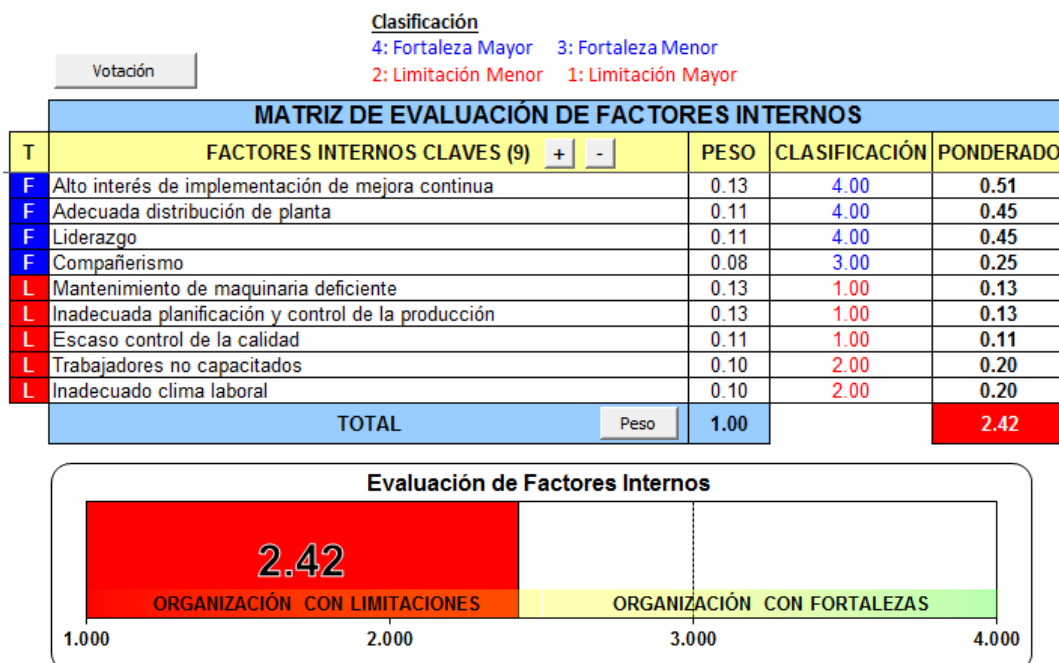 Clasificación
4: Fortaleza Mayor 3: Fortaleza Menor
Votación
2: Limitación Menor 1: Limitación Mayor
MATRIZ DE EVALUACIÓN DE FACTORES INTERNOS
T FACTORES INTERNOS CLAVES (9) + - PESO CLASIFICACIÓN PONDERADO
F Alto interés de implementación de mejora continua 0.13 4.00 0.51
F Adecuada distribución de planta 0.11 4.00 0.45
F Liderazgo 0.11 4.00 0.45
F Compañerismo 0.08 3.00 0.25
L Mantenimiento de maquinaria deficiente 0.13 1.00 0.13
L Inadecuada planificación y control de la producción 0.13 1.00 0.13
L Escaso control de la calidad 0.11 1.00 0.11
L Trabajadores no capacitados 0.10 2.00 0.20
L Inadecuado clima laboral 0.10 2.00 0.20
TOTAL Peso 1.00 2.42
Evaluación de Factores Internos
2.42
ORGANIZACIÓN CON LIMITACIONES ORGANIZACIÓN CON FORTALEZAS
1.000 2.000 3.000 4.000